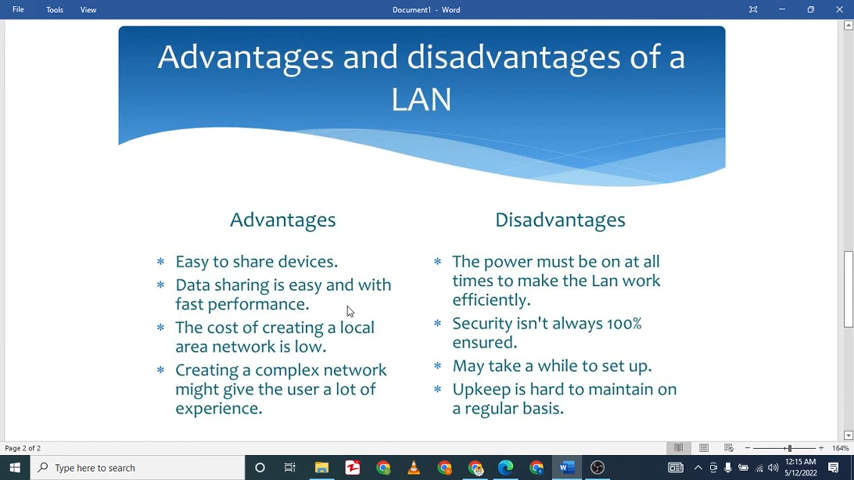 File Tools View Document1 - Word
Advantages and disadvantages of a
LAN
Advantages
* Easy to share devices.
* Data sharing is easy and with
fast performance.
* The cost of creating a local
area network is low.
* Creating a complex network
might give the user a lot of
experience.
Disadvantages
* The power must be on at all
times to make the Lan work
efficiently.
* Security isn't always 100%
ensured.
* May take a while to set up.
* Upkeep is hard to maintain on
a regular basis.
Page 2 of 2 164%
Type here to search
12:15 AM
5/12/2022